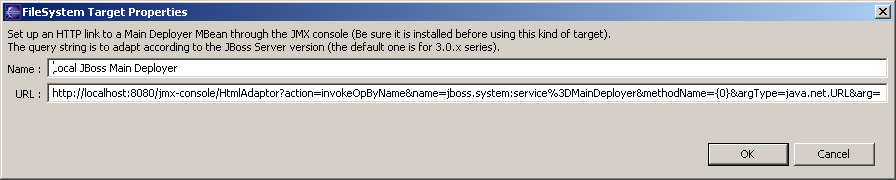 FileSystem Target Properties
Set up an HTTP link to a Main Deployer MBean through the JMX console (Be sure it is installed before using this kind of target).
The query string is to adapt according to the JBoss Server version (the default one is for 3.0.x series).
Name : Local JBoss Main Deployer
URL : http://localhost:8080/jmx-console/HtmlAdaptor?action=invokeOpByName&name=jboss.system:service%3DMainDeployer&methodName={0}&argType=java.net.URL&arg=
OK Cancel